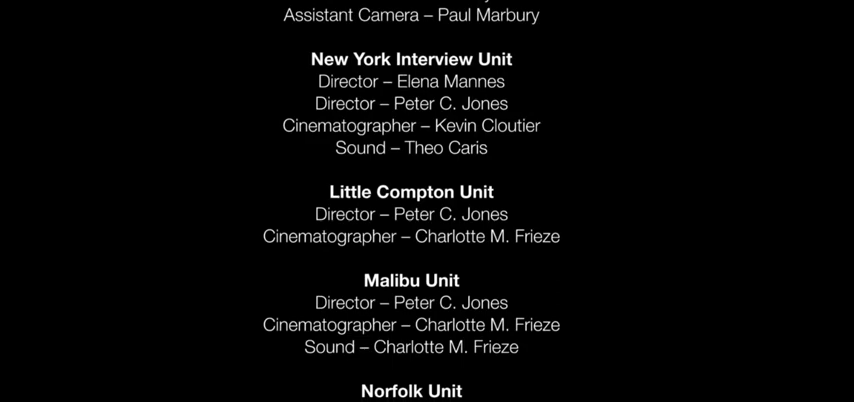 Assistant Camera – Paul Marbury
New York Interview Unit
Director – Elena Mannes
Director – Peter C. Jones
Cinematographer – Kevin Cloutier
Sound – Theo Caris
Little Compton Unit
Director – Peter C. Jones
Cinematographer – Charlotte M. Frieze
Malibu Unit
Director – Peter C. Jones
Cinematographer – Charlotte M. Frieze
Sound – Charlotte M. Frieze
Norfolk Unit